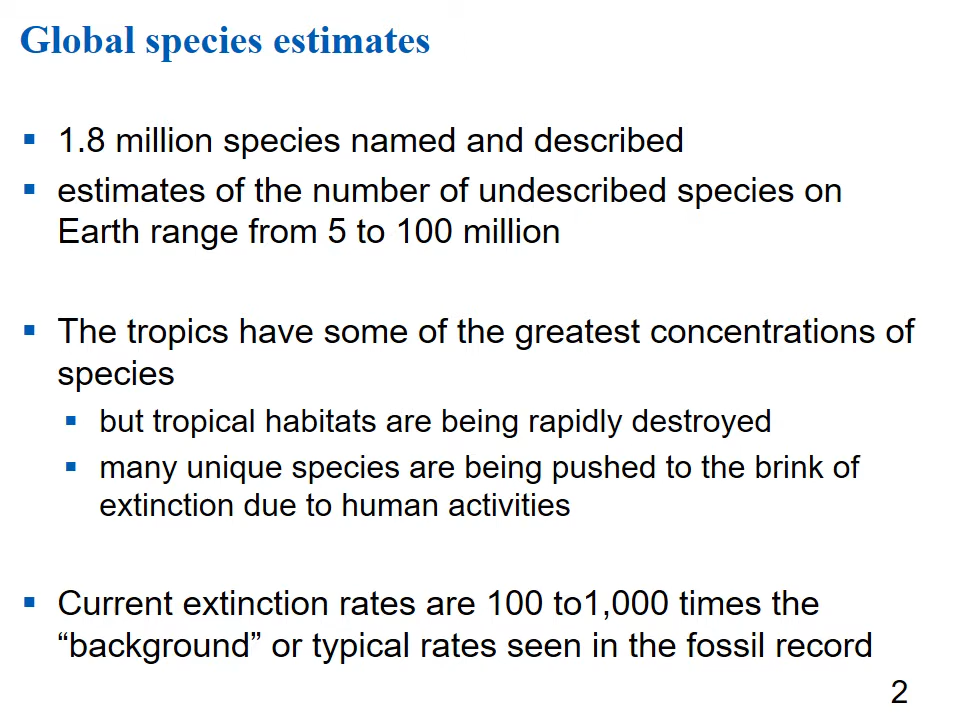 Global species estimates
▪ 1.8 million species named and described
▪ estimates of the number of undescribed species on
Earth range from 5 to 100 million
▪ The tropics have some of the greatest concentrations of
species
▪ but tropical habitats are being rapidly destroyed
▪ many unique species are being pushed to the brink of
extinction due to human activities
▪ Current extinction rates are 100 to1,000 times the
“background” or typical rates seen in the fossil record
2